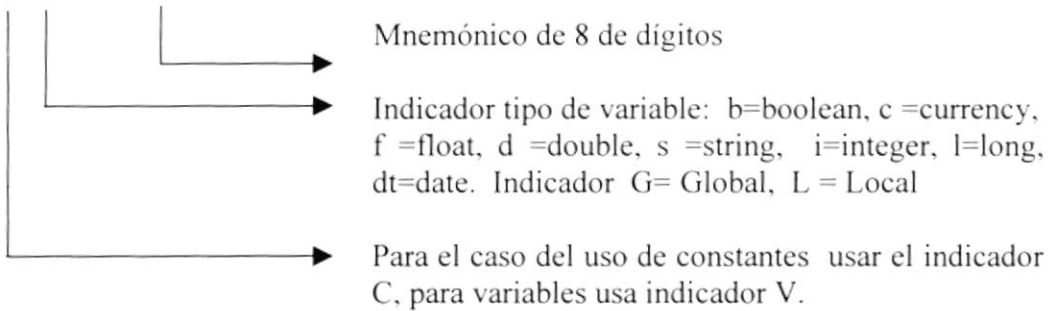 Mnemónico de 8 de dígitos
Indicador tipo de variable: b=boolean, c =currency,
f =float, d =double, s =string, i=integer, l=long,
dt=date. Indicador G= Global, L = Local
Para el caso del uso de constantes usar el indicador
C, para variables usa indicador V.